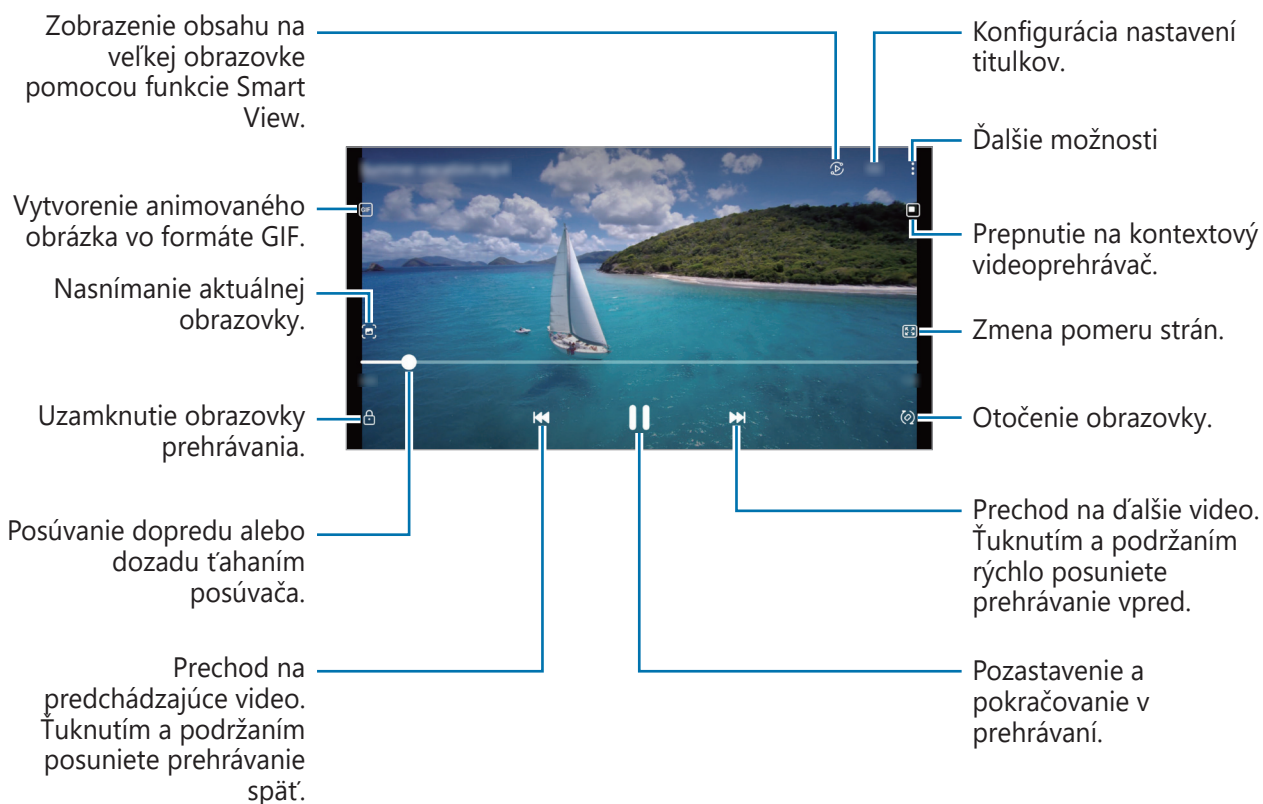 Zobrazenie obsahu na
veľkej obrazovke
pomocou funkcie Smart
View.
Vytvorenie animovaného
obrázka vo formáte GIF.
Nasnímanie aktuálnej
obrazovky.
Uzamknutie obrazovky
prehrávania.
Posúvanie dopredu alebo
dozadu ťahaním
posúvača.
Prechod na
predchádzajúce video.
Ťuknutím a podržaním
posuniete prehrávanie
späť.
GIF
Konfigurácia nastavení
titulkov.
Ďalšie možnosti
Prepnutie na kontextový
videoprehrávač.
Zmena pomeru strán.
Otočenie obrazovky.
Prechod na ďalšie video.
Ťuknutím a podržaním
rýchlo posuniete
prehrávanie vpred.
Pozastavenie a
pokračovanie v
prehrávaní.